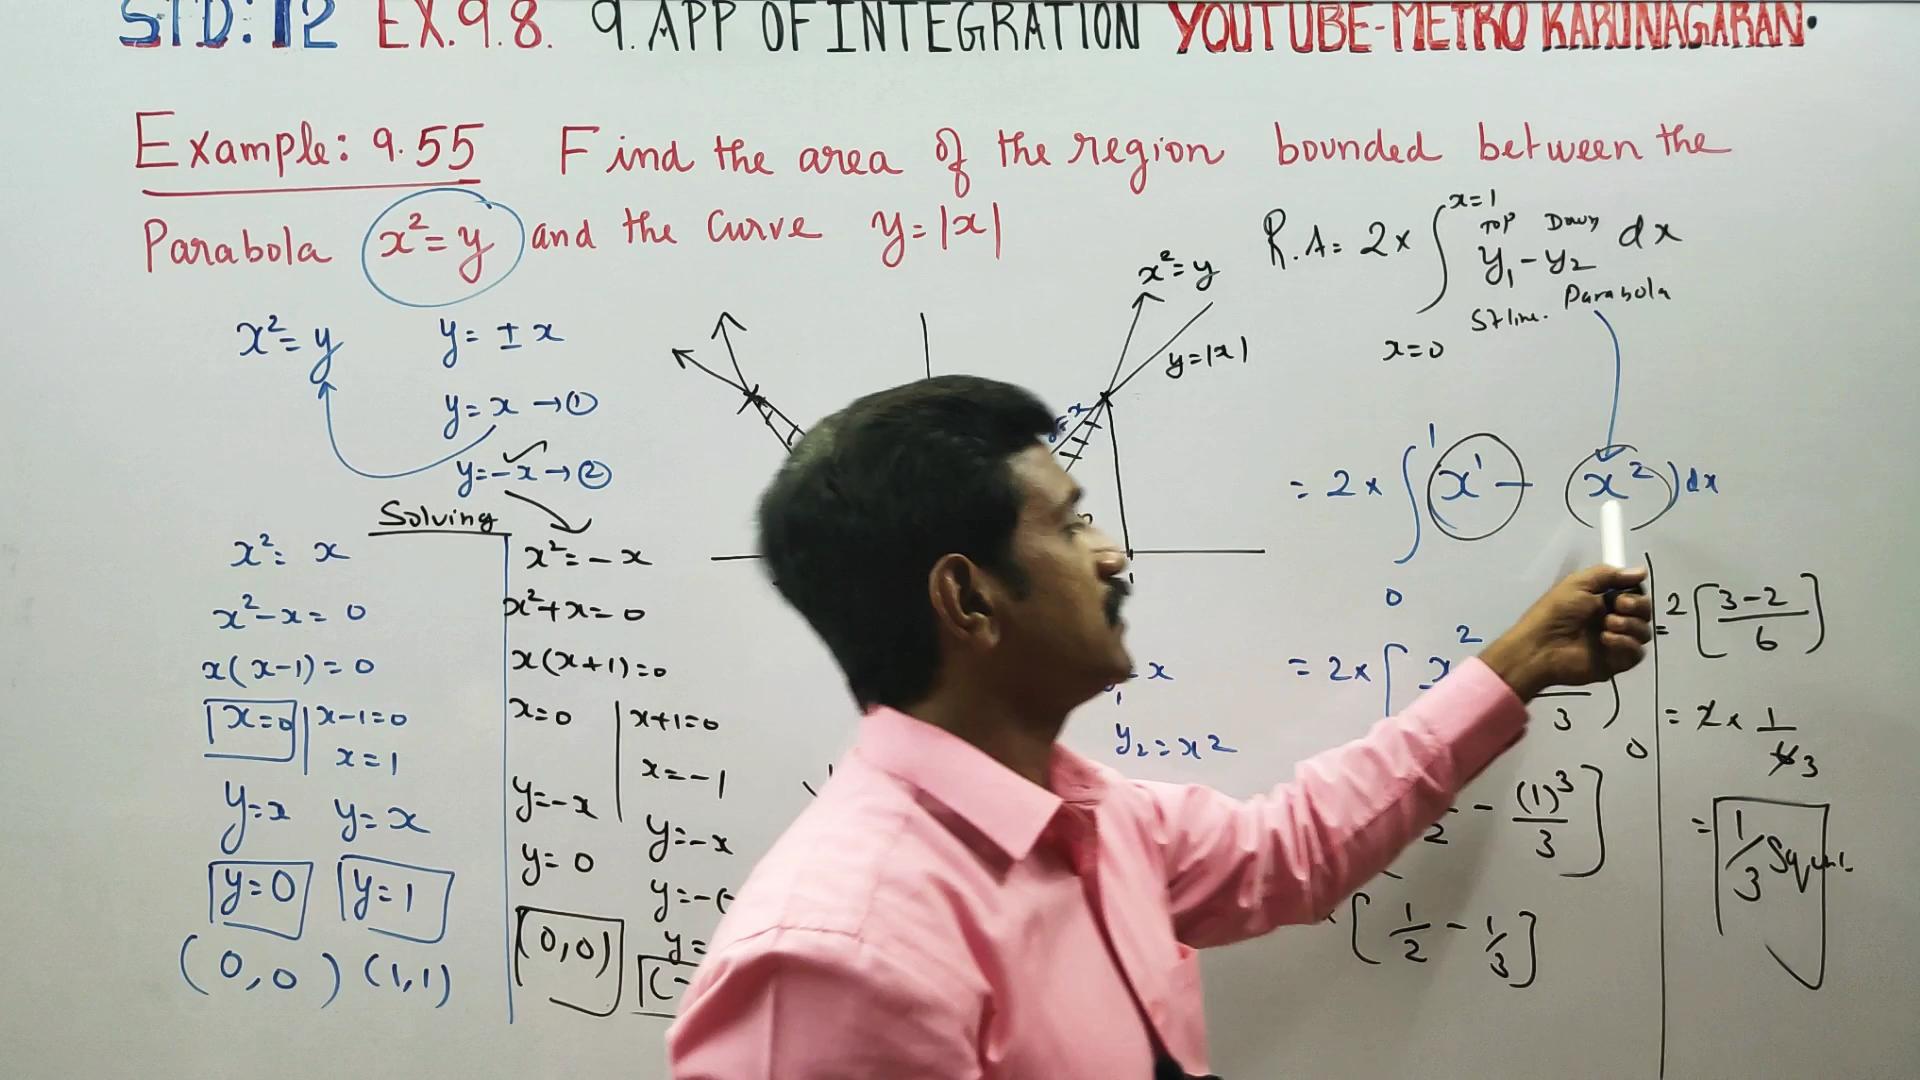 STD:12 EX.9.8. 9.APP OF INTEGRATION YOUTUBE-METRO KARUNAGARAN.
Example: 9.55 Find the area of the region bounded between the
Parabola x²=y and the curve y=|x|
x²=y
y=±x
y=x→①
y=-x→②
Solving
x²=x
x²-x=0
x(x-1)=0
x=0 | x-1=0
x=1
y=x y=x
y=0 y=1
(0,0) (1,1)
x²=-x
x²+x=0
x(x+1)=0
x=0 | x+1=0
x=-1
y=-x
y=-x
y=0
y=-(
y=
(0,0)
(-
x²=y
y=|x|
x
y₂=x²
R.A=2×∫ y₁-y₂ dx
x=1
Top Down
St line. Parabola
x=0
=2×∫ x¹-x²)dx
1
0
=2×[ x²
3 ]
0
2 - (1)³/3]
[1/2 - 1/3]
=2[3-2/6]
=2×1/6 3
=1/3 Sq.unt.